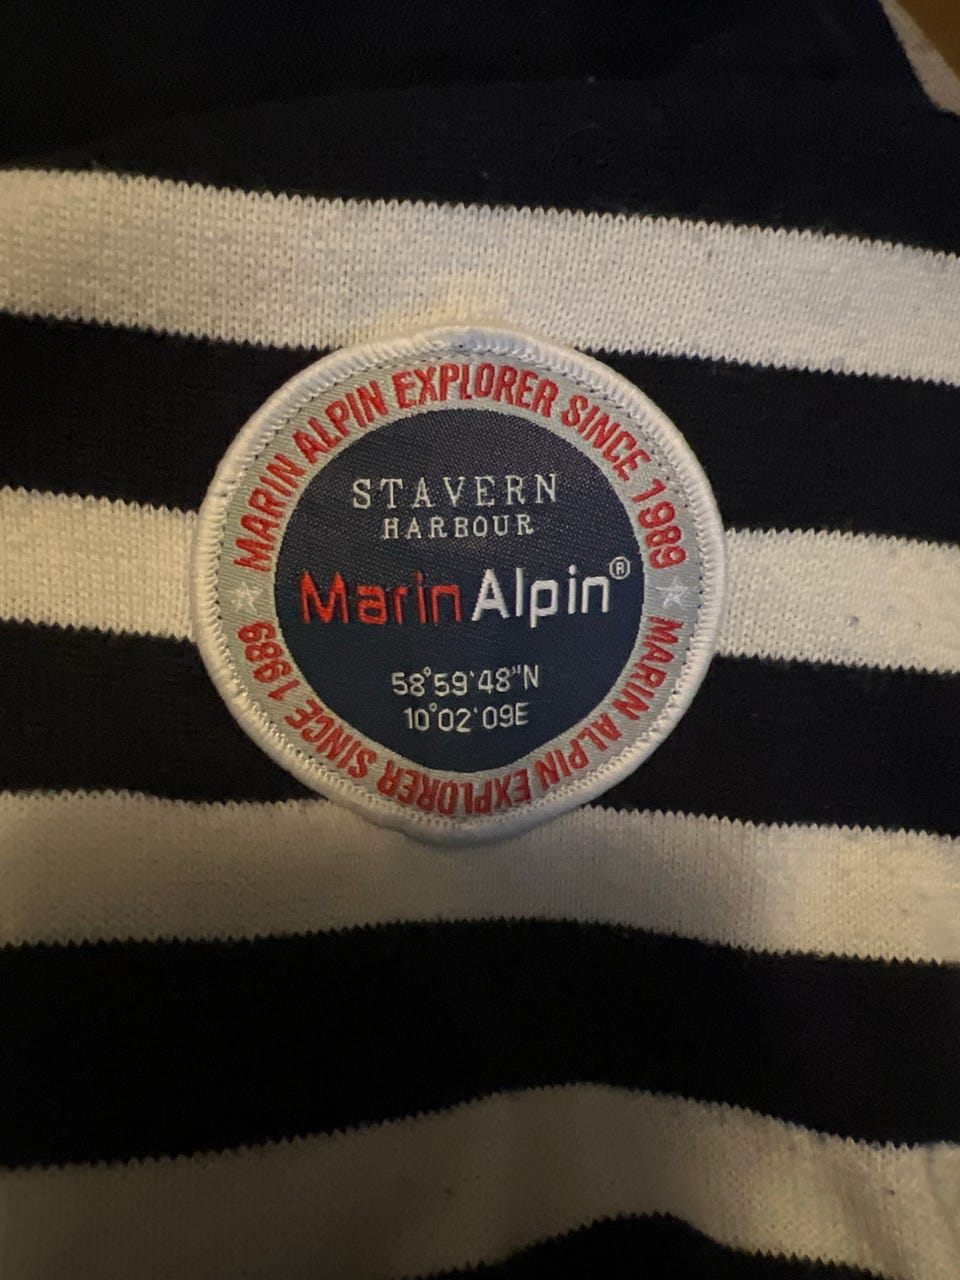 MARIN ALPIN EXPLORER SINCE 1989
STAVERN
HARBOUR
MarinAlpin®
58°59'48"N
10°02'09E
MARIN ALPIN EXPLORER SINCE 1989